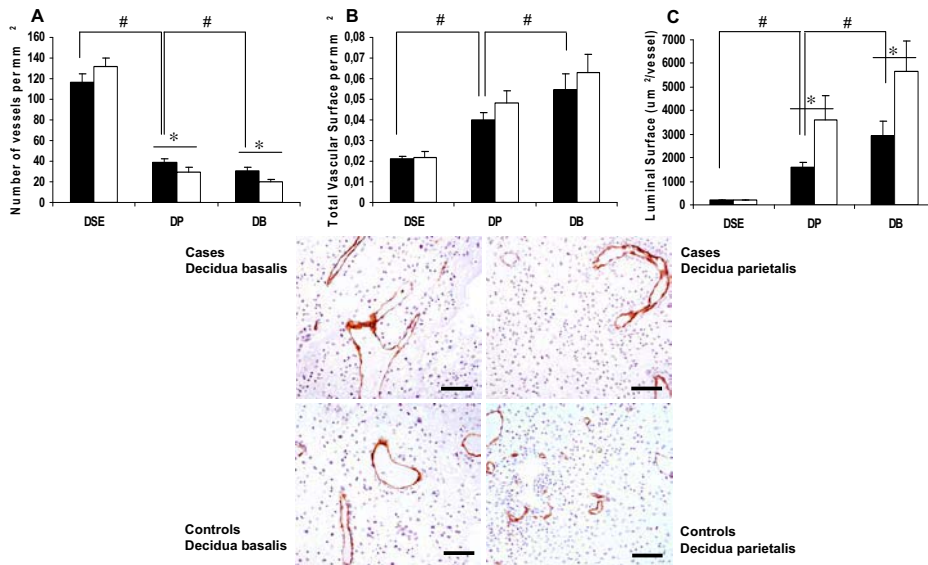 A
#
#
Number of vessels per mm 2
160
140
120
100
80
60
40
20
0
*
*
DSE
DP
DB
B
#
#
Total Vascular Surface per mm 2
0,08
0,07
0,06
0,05
0,04
0,03
0,02
0,01
0,00
DSE
DP
DB
C
#
#
Luminal Surface (um 2/vessel)
7000
6000
5000
4000
3000
2000
1000
0
*
*
DSE
DP
DB
Cases
Decidua basalis
Cases
Decidua parietalis
Controls
Decidua basalis
Controls
Decidua parietalis